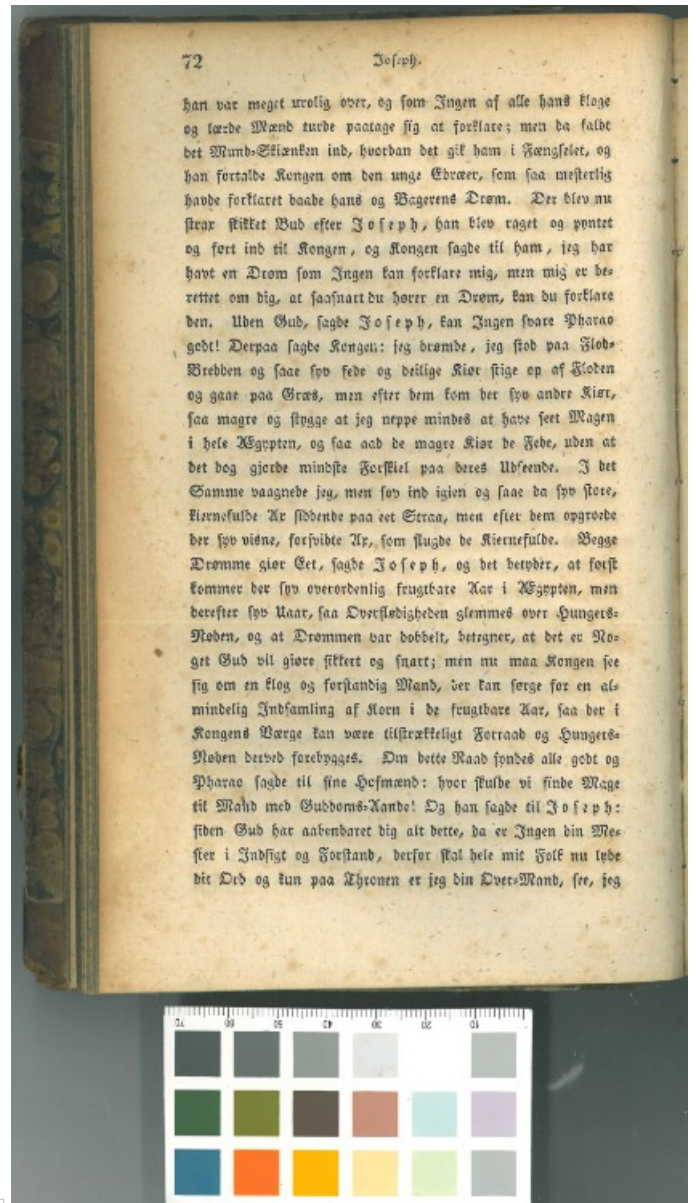 72 Joseph.
han var meget urolig over, og som Ingen af alle hans kloge
og lærde Mænd turde paatage sig at forklare; men da faldt
det Mund-Skiænken ind, hvordan det gik ham i Fængselet, og
han fortalde Kongen om den unge Ebræer, som saa mesterlig
havde forklaret baade hans og Bagerens Drøm. Der blev nu
strax skikket Bud efter Joseph, han blev raget og pyntet
og ført ind til Kongen, og Kongen sagde til ham, jeg har
havt en Drøm som Ingen kan forklare mig, men mig er be-
rettet om dig, at saasnart du hører en Drøm, kan du forklare
den. Uden Gud, sagde Joseph, kan Ingen svare Pharao
godt! Derpaa sagde Kongen: jeg drømde, jeg stod paa Flod-
Bredden og saae syv fede og deilige Kiør stige op af Floden
og gaae paa Græs, men efter dem kom der syv andre Kiør,
saa magre og stygge at jeg neppe mindes at have seet Magen
i hele Ægypten, og saa aad de magre Kiør de Fede, uden at
det dog gjorde mindste Forskiel paa deres Udseende. I det
Samme vaagnede jeg, men sov ind igien og saae da syv store,
kiernefulde Ax siddende paa eet Straa, men efter dem opgroede
der syv visne, forsvidte Ax, som slugde de Kiernefulde. Begge
Drømme giør Eet, sagde Joseph, og det betyder, at først
kommer der syv overordenlig frugtbare Aar i Ægypten, men
derefter syv Uaar, saa Overflødigheden glemmes over Hungers-
Nøden, og at Drømmen var dobbelt, betegner, at det er No-
get Gud vil giøre sikkert og snart; men nu maa Kongen see
sig om en klog og forstandig Mand, der kan sørge for en al-
mindelig Indsamling af Korn i de frugtbare Aar, saa der i
Kongens Værge kan være tilstrækkeligt Forraad og Hungers-
Nøden derved forebygges. Om dette Raad syndes alle godt og
Pharao sagde til sine Hofmænd: hvor skulde vi finde Mage
til Mand med Guddoms-Aande! Og han sagde til Joseph:
siden Gud har aabenbaret dig alt dette, da er Ingen din Me-
ster i Indsigt og Forstand, derfor skal hele mit Folk nu lyde
dit Ord og kun paa Thronen er jeg din Over-Mand, see, jeg
70 60 50 40 30 20 10